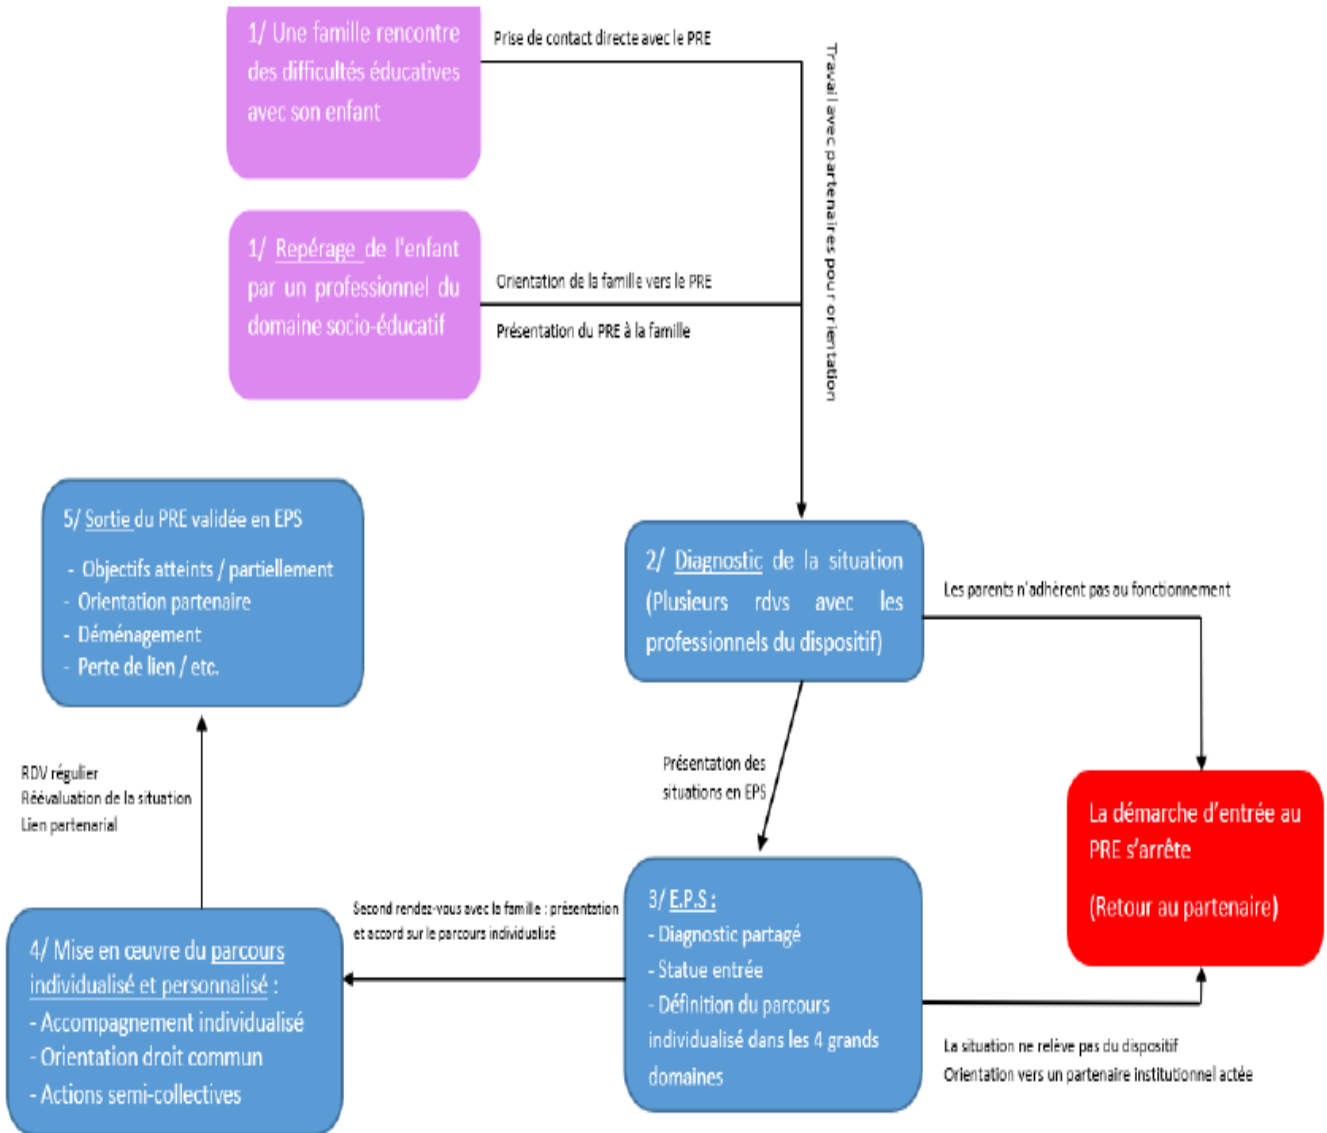 1/ Une famille rencontre
des difficultés éducatives
avec son enfant
Prise de contact directe avec le PRE
Travail avec partenaires pour orientation
1/ Repérage de l'enfant
par un professionnel du
domaine socio-éducatif
Orientation de la famille vers le PRE
Présentation du PRE à la famille
2/ Diagnostic de la situation
(Plusieurs rdvs avec les
professionnels du dispositif)
Les parents n'adhèrent pas au fonctionnement
Présentation des
situations en EPS
La démarche d'entrée au
PRE s'arrête
(Retour au partenaire)
3/ E.P.S :
- Diagnostic partagé
- Statue entrée
- Définition du parcours
individualisé dans les 4 grands
domaines
La situation ne relève pas du dispositif
Orientation vers un partenaire institutionnel actée
Second rendez-vous avec la famille : présentation
et accord sur le parcours individualisé
4/ Mise en œuvre du parcours
individualisé et personnalisé :
- Accompagnement individualisé
- Orientation droit commun
- Actions semi-collectives
RDV régulier
Réévaluation de la situation
Lien partenarial
5/ Sortie du PRE validée en EPS
- Objectifs atteints / partiellement
- Orientation partenaire
- Déménagement
- Perte de lien / etc.